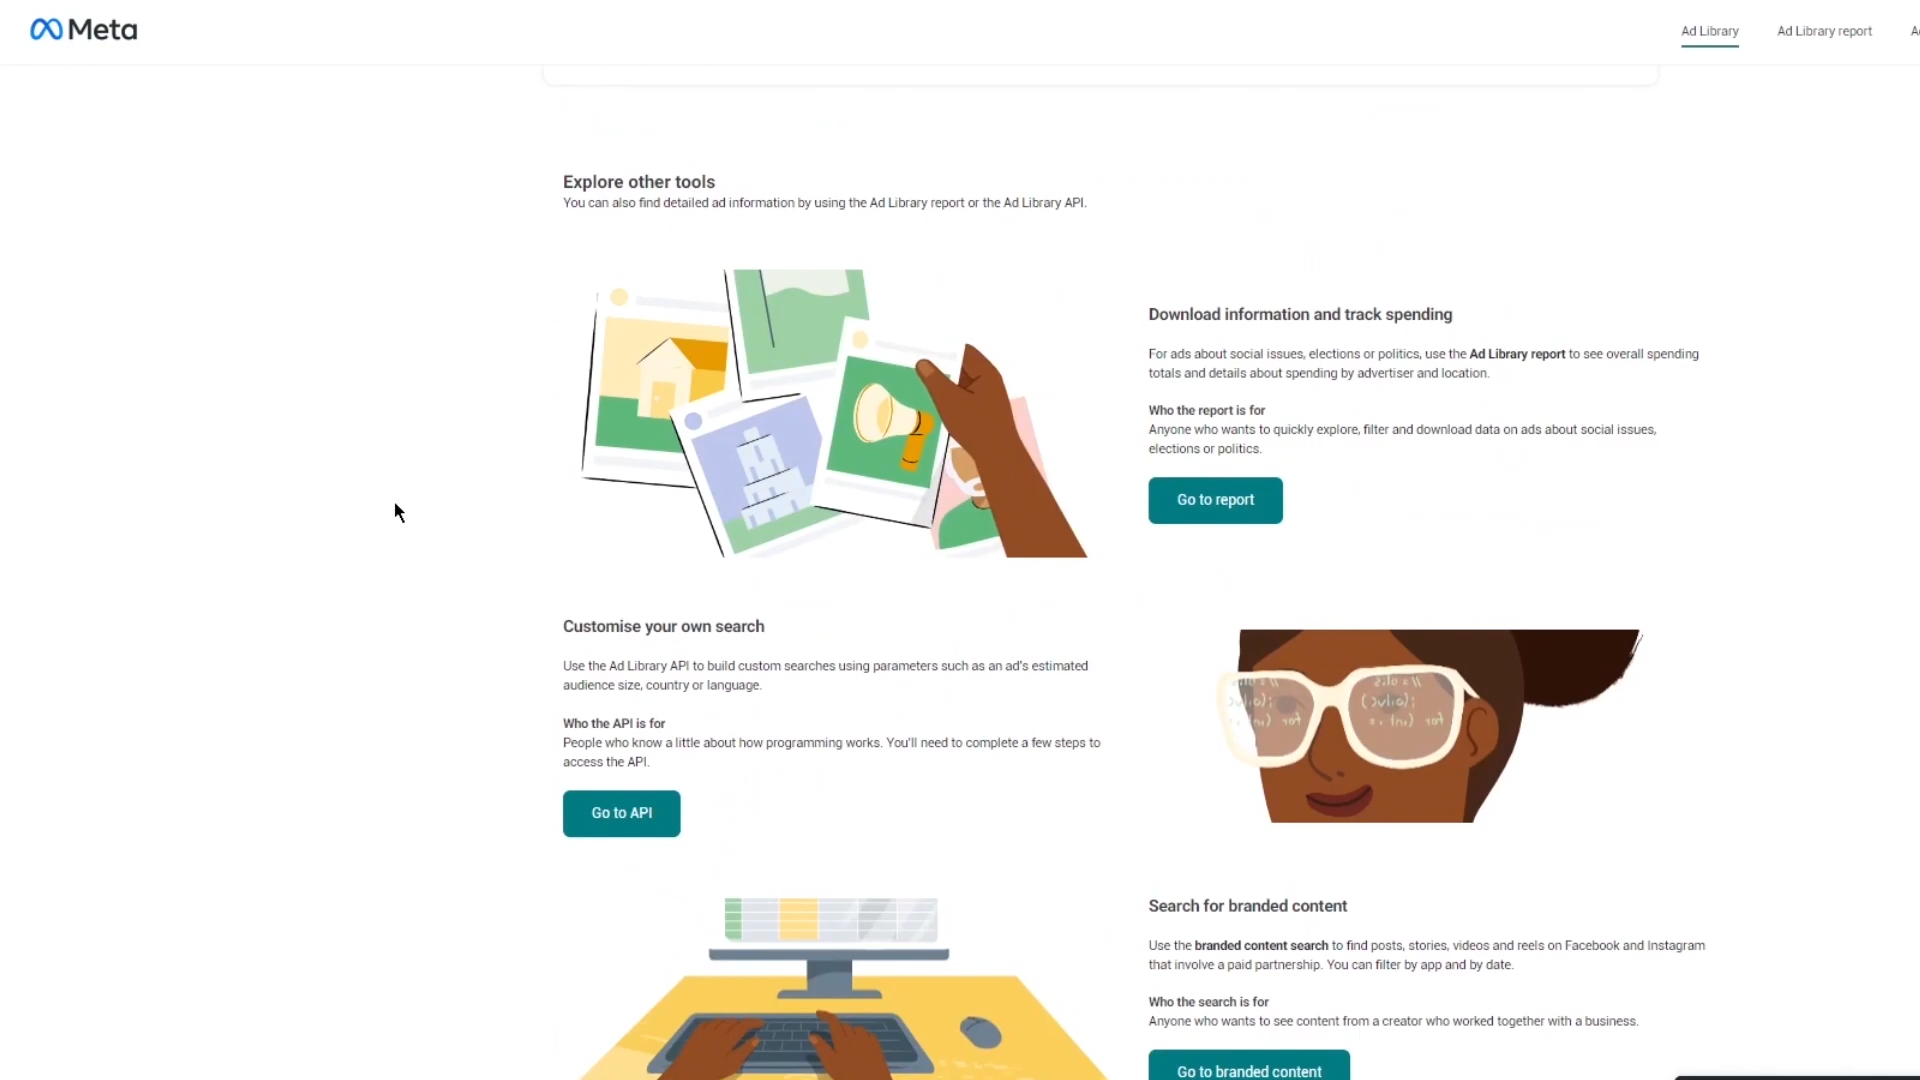 Meta
Ad Library
Ad Library report
Explore other tools
You can also find detailed ad information by using the Ad Library report or the Ad Library API.
Download information and track spending
For ads about social issues, elections or politics, use the Ad Library report to see overall spending
totals and details about spending by advertiser and location.
Who the report is for
Anyone who wants to quickly explore, filter and download data on ads about social issues,
elections or politics.
Go to report
Customise your own search
Use the Ad Library API to build custom searches using parameters such as an ad's estimated
audience size, country or language.
Who the API is for
People who know a little about how programming works. You'll need to complete a few steps to
access the API.
Go to API
Search for branded content
Use the branded content search to find posts, stories, videos and reels on Facebook and Instagram
that involve a paid partnership. You can filter by app and by date.
Who the search is for
Anyone who wants to see content from a creator who worked together with a business.
Go to branded content